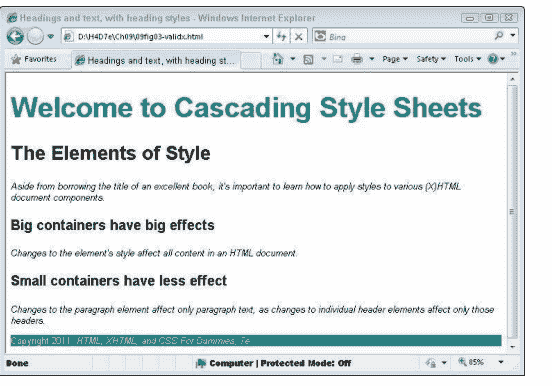 Headings and text, with heading styles - Windows Internet Explorer
D:\H4D7e\Ch09\09fig03-validx.html
Bing
Favorites
Headings and text, with heading st...
Page
Safety
Tools
Welcome to Cascading Style Sheets
The Elements of Style
Aside from borrowing the title of an excellent book, it's important to learn how to apply styles to various (X)HTML
document components.
Big containers have big effects
Changes to the element's style affect all content in an HTML document.
Small containers have less effect
Changes to the paragraph element affect only paragraph text, as changes to individual header elements affect only those
headers.
Copyright 2011 HTML, XHTML, and CSS For Dummies, 7e
Done
Computer | Protected Mode: Off
85%